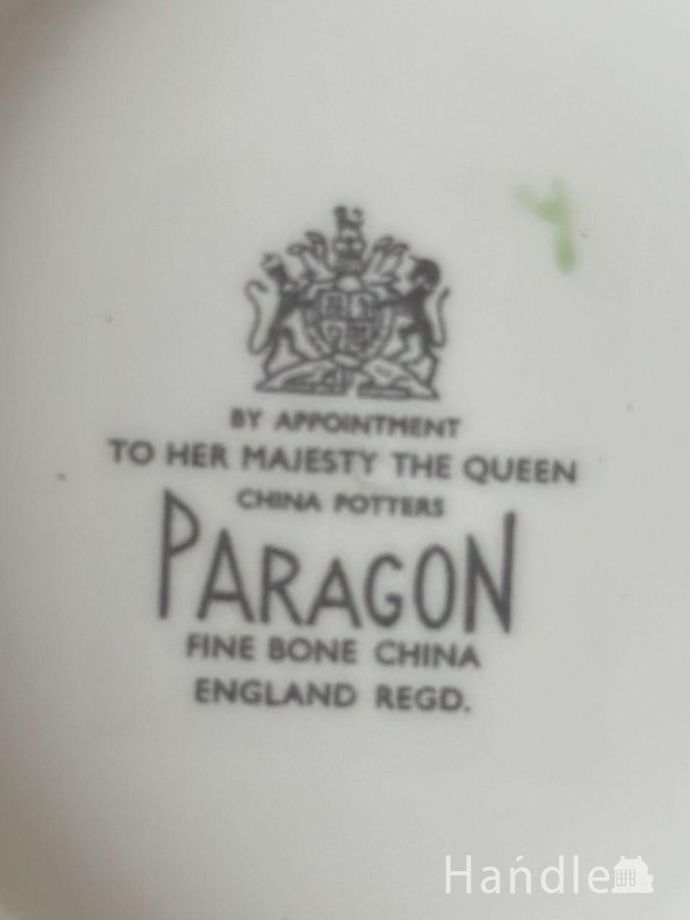 BY APPOINTMENT
TO HER MAJESTY THE QUEEN
CHINA POTTERS
PARAGON
FINE BONE CHINA
ENGLAND REGD.
Handle